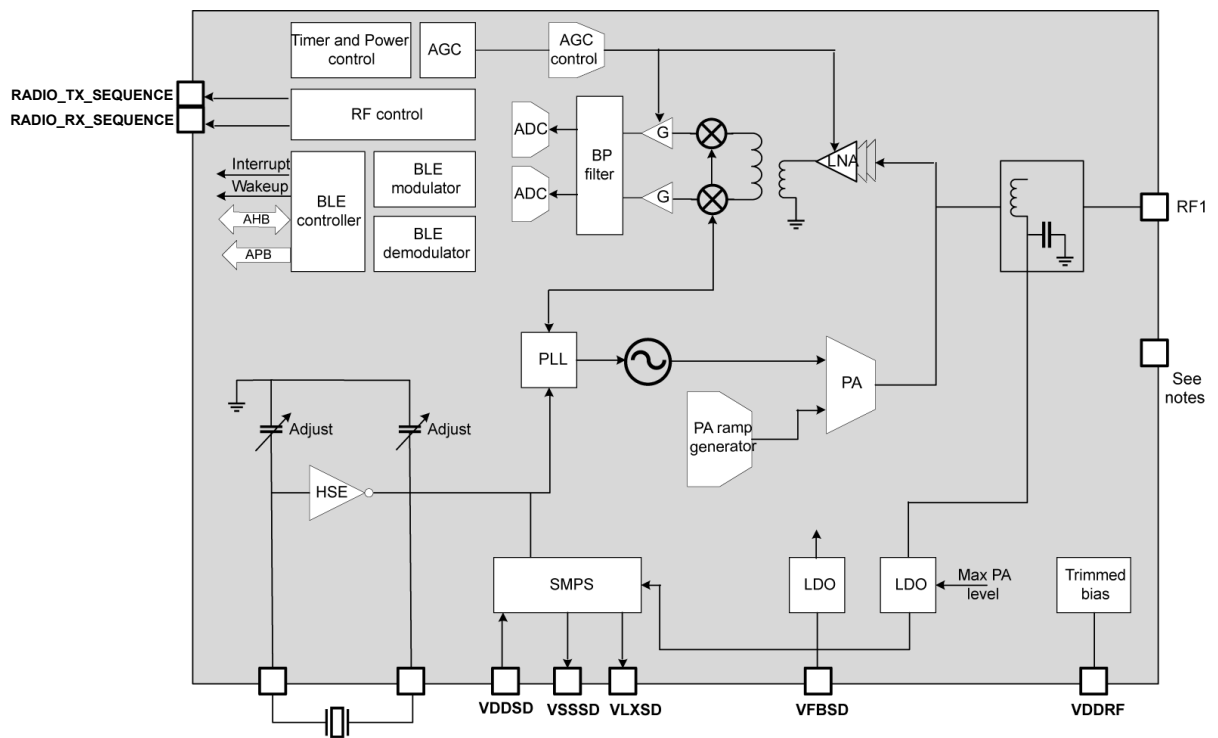 Timer and Power
control
AGC
AGC
control
RADIO_TX_SEQUENCE
RADIO_RX_SEQUENCE
RF control
ADC
ADC
BP
filter
G
G
LNA
Interrupt
Wakeup
AHB
APB
BLE
controller
BLE
modulator
BLE
demodulator
RF1
PLL
PA
See
notes
PA ramp
generator
Adjust
Adjust
HSE
SMPS
LDO
LDO
Max PA
level
Trimmed
bias
VDDSD
VSSSD
VLXSD
VFBSD
VDDRF